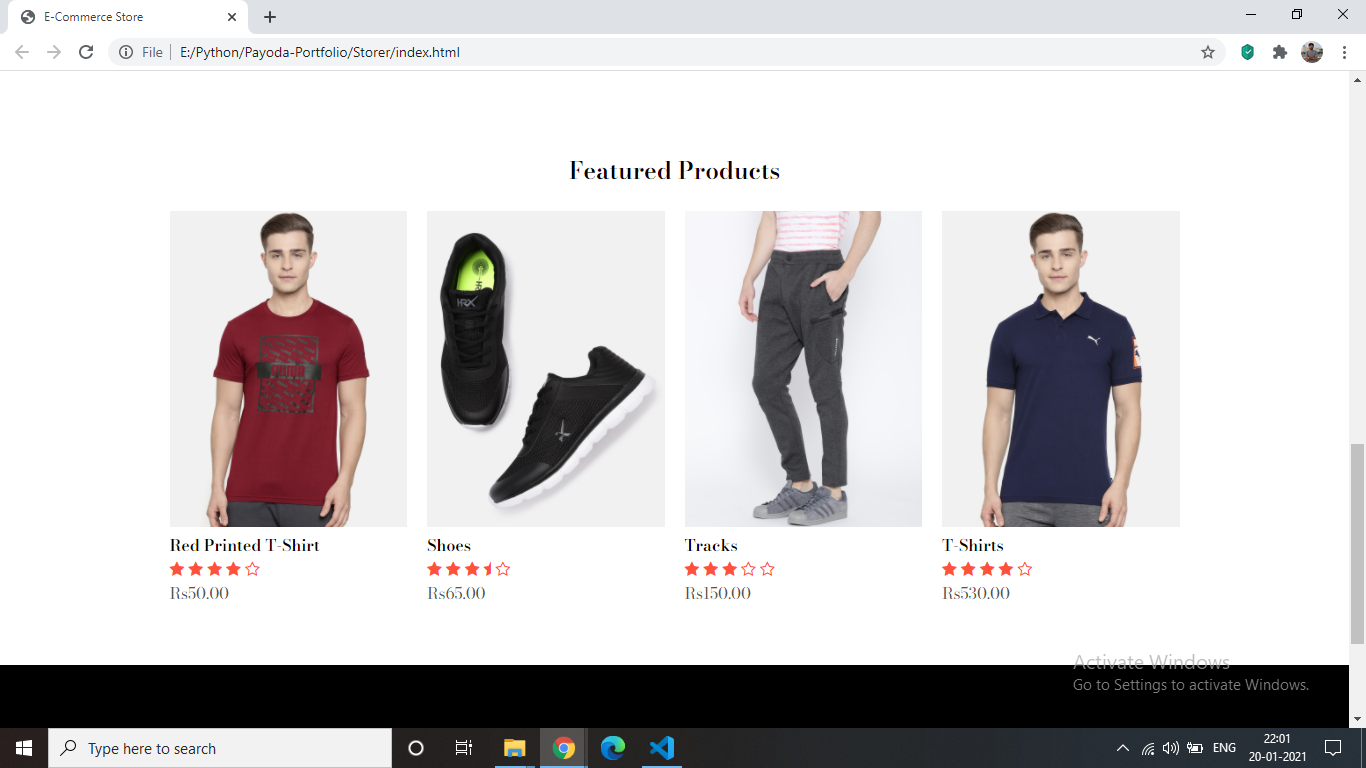 E-Commerce Store
File
E:/Python/Payoda-Portfolio/Storer/index.html
Featured Products
HRX
Red Printed T-Shirt
Shoes
Tracks
T-Shirts
Rs50.00
Rs65.00
Rs150.00
Rs530.00
Activate Windows
Go to Settings to activate Windows.
Type here to search
ENG
22:01
20-01-2021